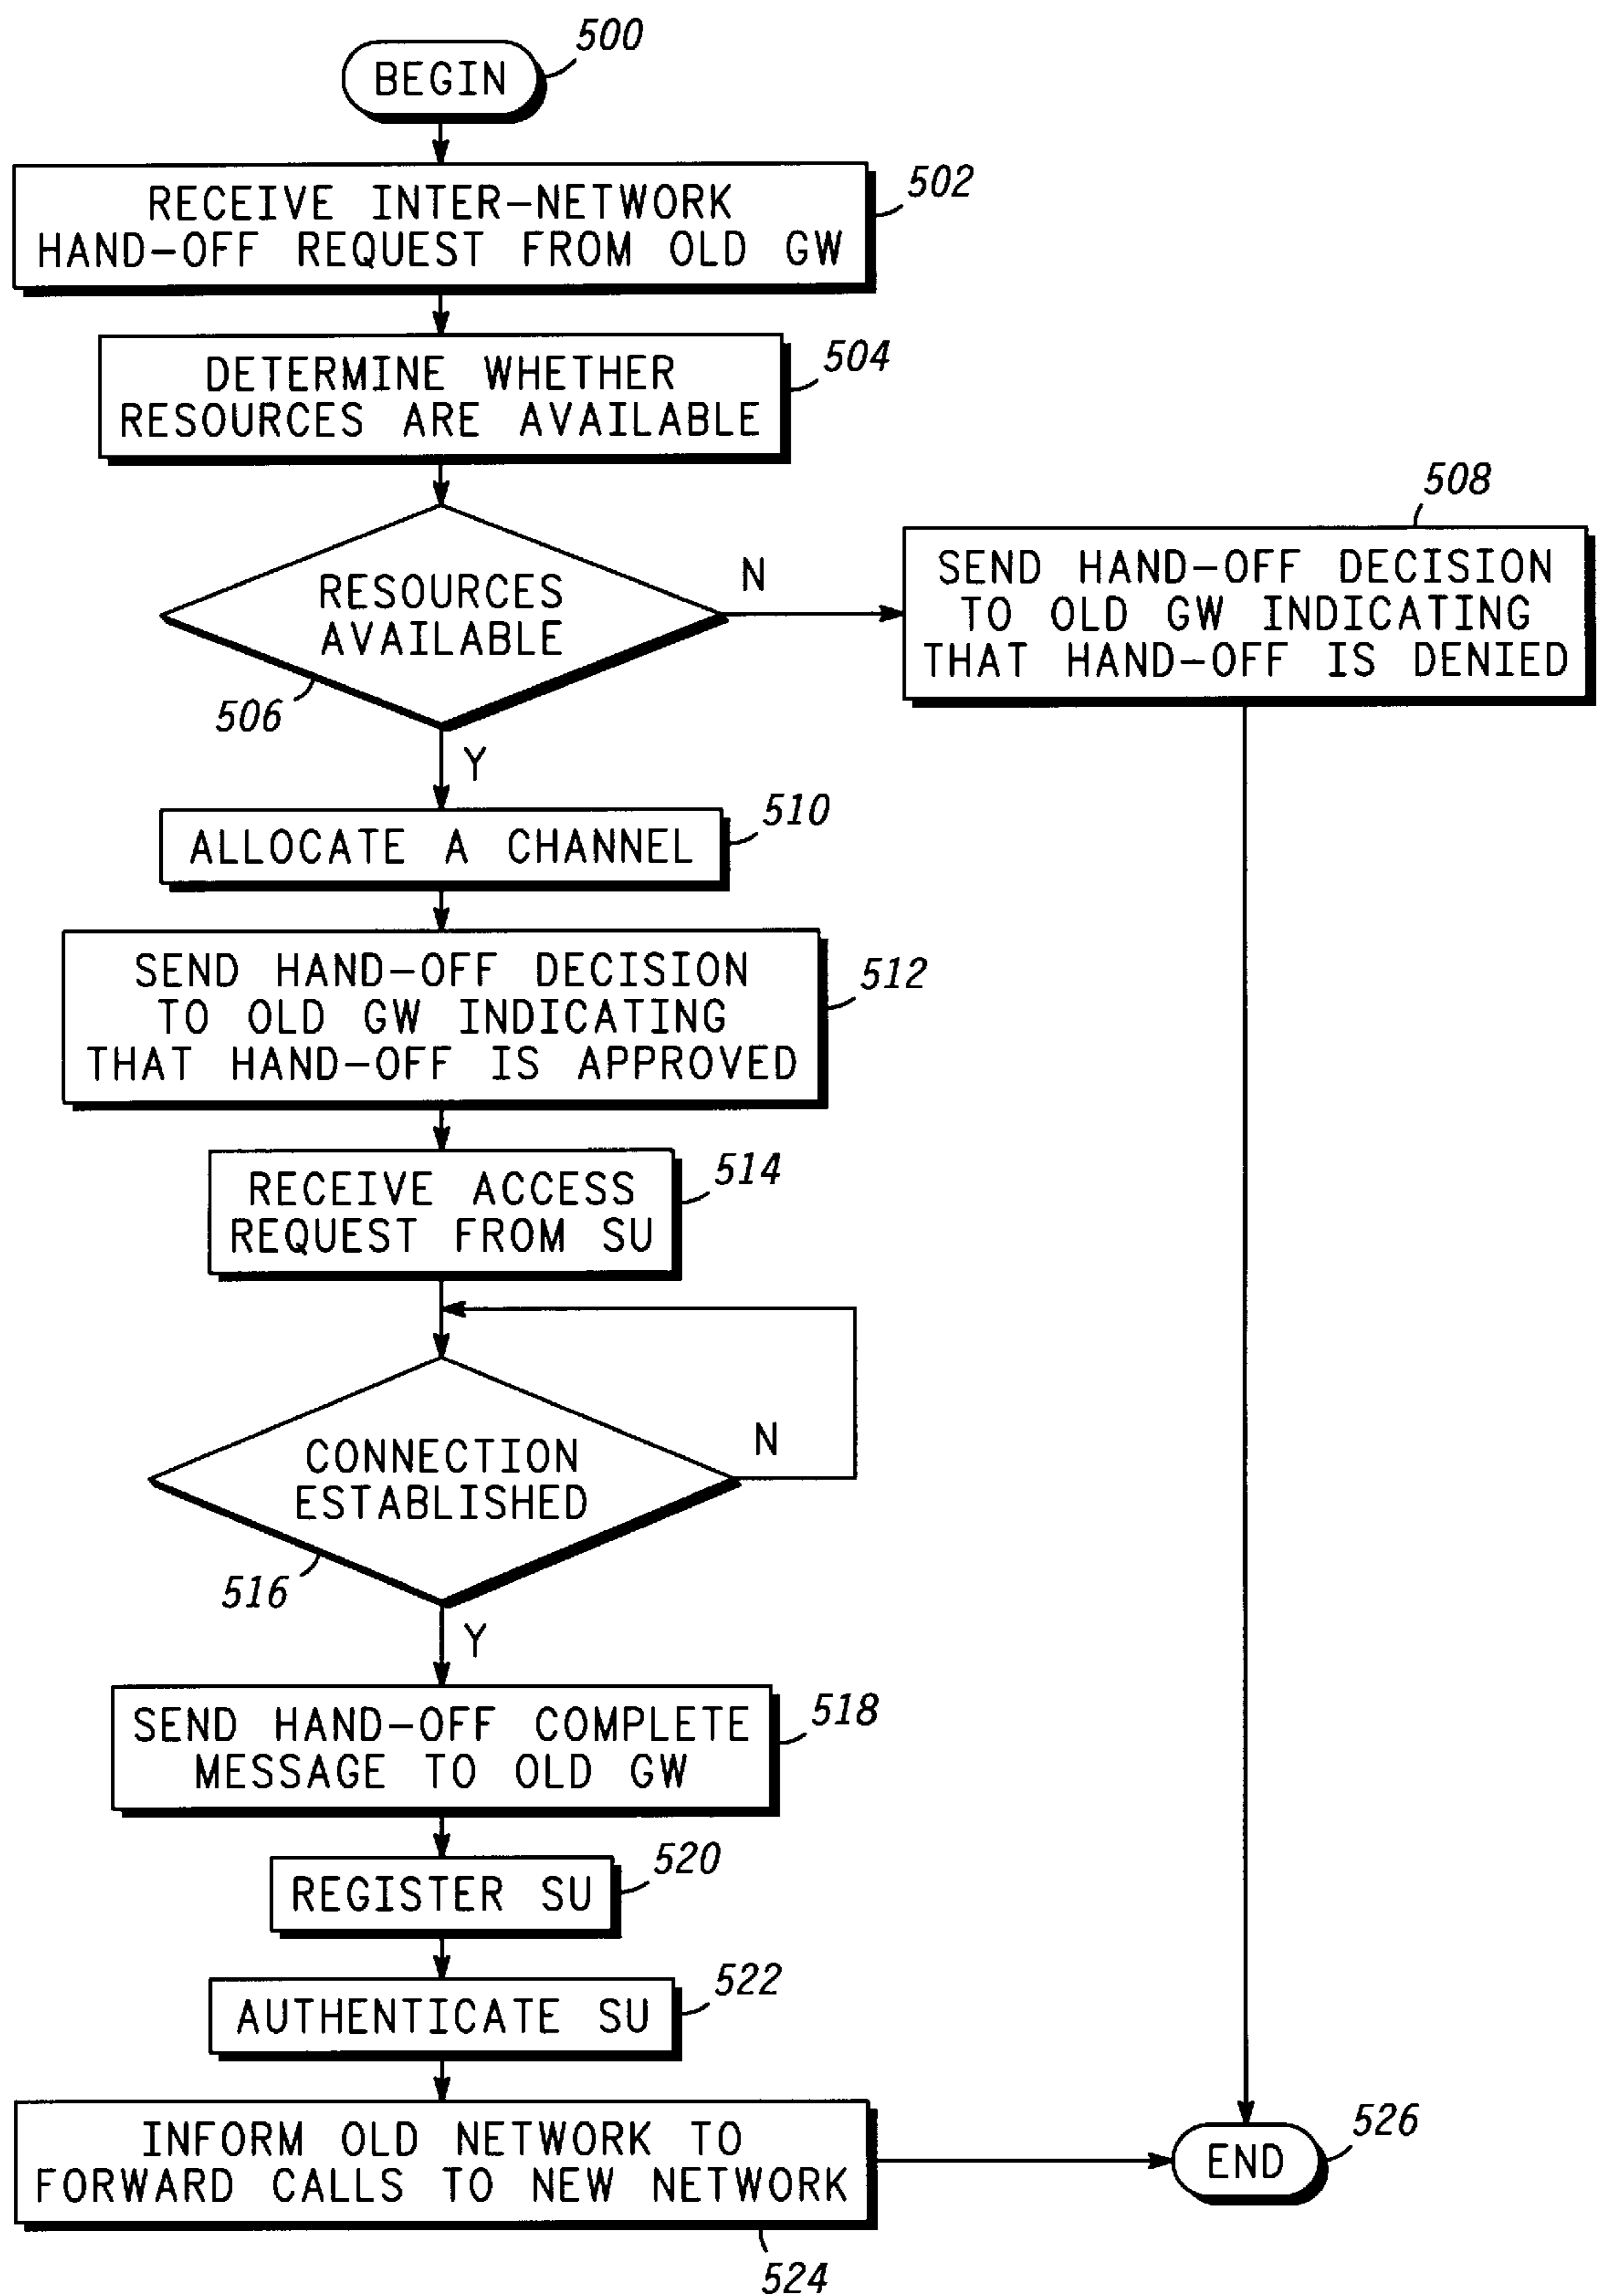 BEGIN
500
RECEIVE INTER-NETWORK
HAND-OFF REQUEST FROM OLD GW
502
DETERMINE WHETHER
RESOURCES ARE AVAILABLE
504
RESOURCES
AVAILABLE
506
N
Y
508
SEND HAND-OFF DECISION
TO OLD GW INDICATING
THAT HAND-OFF IS DENIED
ALLOCATE A CHANNEL
510
SEND HAND-OFF DECISION
TO OLD GW INDICATING
THAT HAND-OFF IS APPROVED
512
RECEIVE ACCESS
REQUEST FROM SU
514
CONNECTION
ESTABLISHED
516
N
Y
SEND HAND-OFF COMPLETE
MESSAGE TO OLD GW
518
REGISTER SU
520
AUTHENTICATE SU
522
INFORM OLD NETWORK TO
FORWARD CALLS TO NEW NETWORK
524
END
526